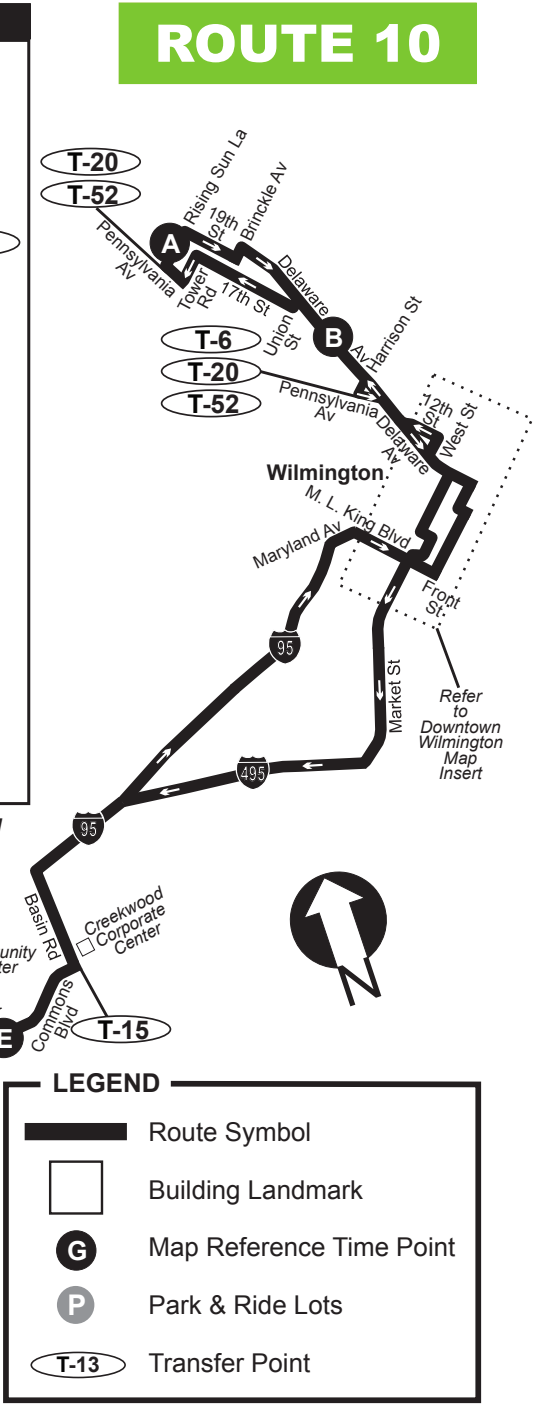 ROUTE 10
T-20
T-52
Rising Sun La
19th
St
Brinckle Av
A
Pennsylvania
Av
Tower
Rd
17th St
Delaware
Av
Union
St
B
Harrison St
T-6
T-20
T-52
Pennsylvania
Av
Delaware
Av
12th
St
West St
Wilmington
M. L. King Blvd
Maryland Av
Front
St
95
Market St
Refer
to
Downtown
Wilmington
Map
Insert
495
95
Basin Rd
Creekwood
Corporate
Center
Commons
Blvd
T-15
E
N
LEGEND
Route Symbol
Building Landmark
G Map Reference Time Point
P Park & Ride Lots
T-13 Transfer Point